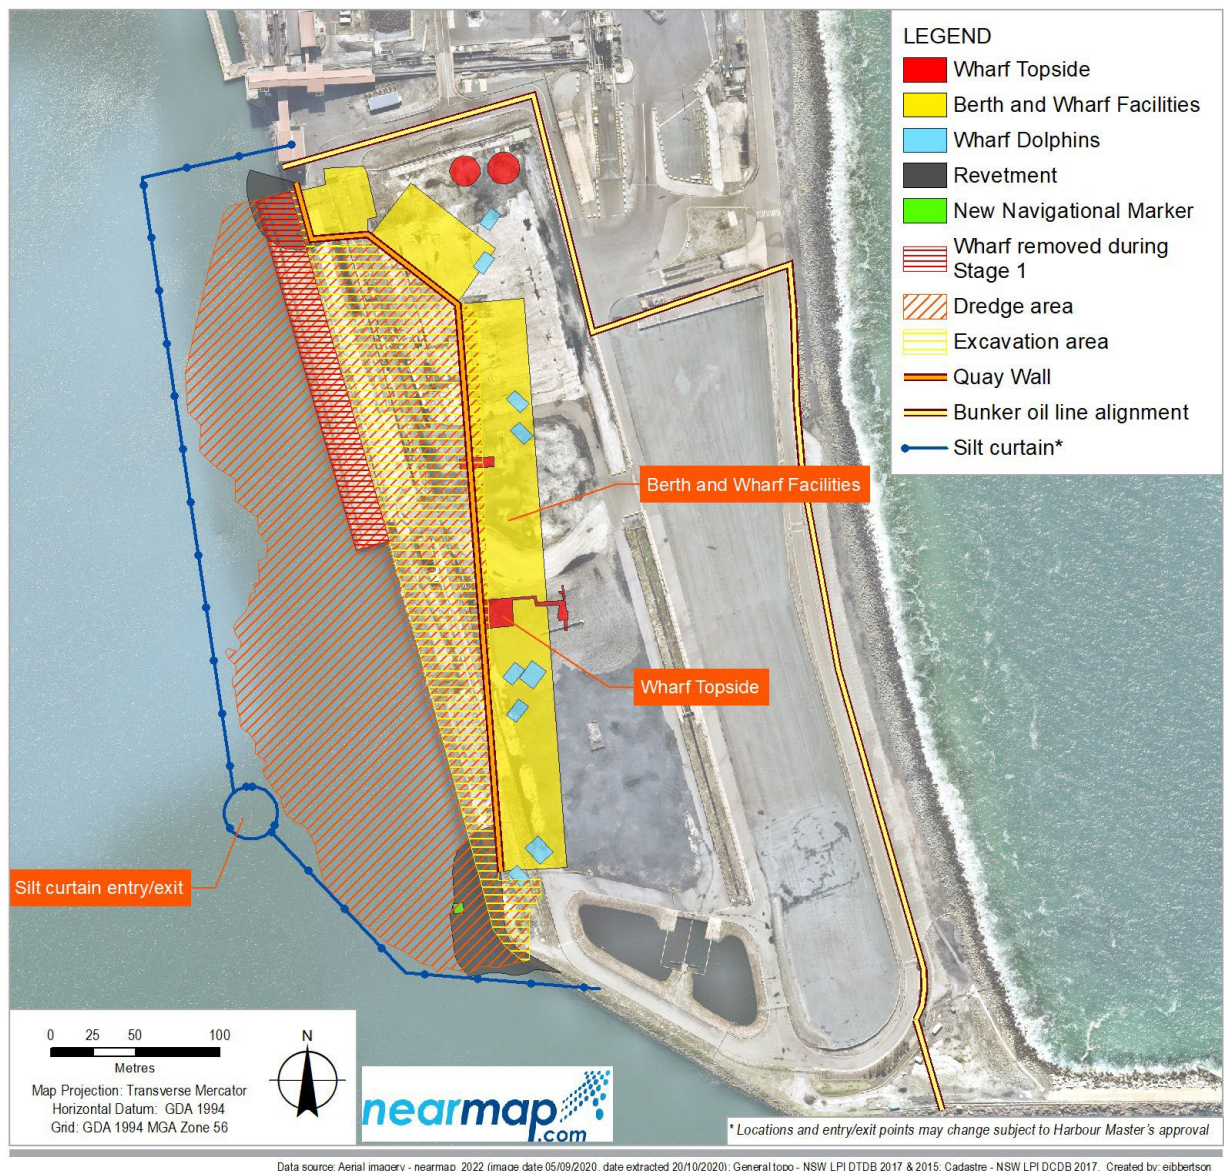 LEGEND
Wharf Topside
Berth and Wharf Facilities
Wharf Dolphins
Revetment
New Navigational Marker
Wharf removed during
Stage 1
Dredge area
Excavation area
Quay Wall
Bunker oil line alignment
Silt curtain*
Berth and Wharf Facilities
Wharf Topside
Silt curtain entry/exit
0 25 50 100
Metres
Map Projection: Transverse Mercator
Horizontal Datum: GDA 1994
Grid: GDA 1994 MGA Zone 56
N
nearmap
.com
* Locations and entry/exit points may change subject to Harbour Master's approval
Data source: Aerial imagery - nearmap 2022 (image date 05/09/2020, date extracted 20/10/2020); General topo - NSW LPI DTDB 2017 & 2015; Cadastre - NSW LPI DCDB 2017. Created by: eibbertson